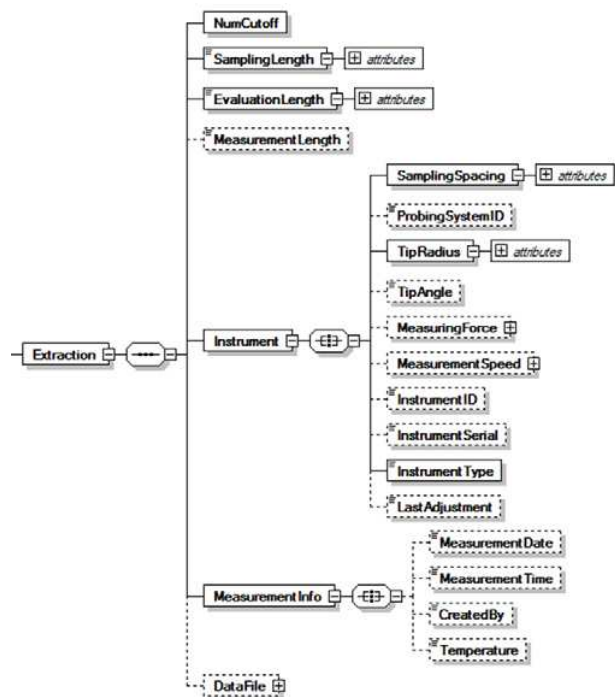 NumCutoff
SamplingLength
attributes
EvaluationLength
attributes
MeasurementLength
SamplingSpacing
attributes
ProbingSystemID
TipRadius
attributes
TipAngle
MeasuringForce
Extraction
Instrument
MeasurementSpeed
InstrumentID
InstrumentSerial
InstrumentType
LastAdjustment
MeasurementInfo
MeasurementDate
MeasurementTime
CreatedBy
Temperature
DataFile